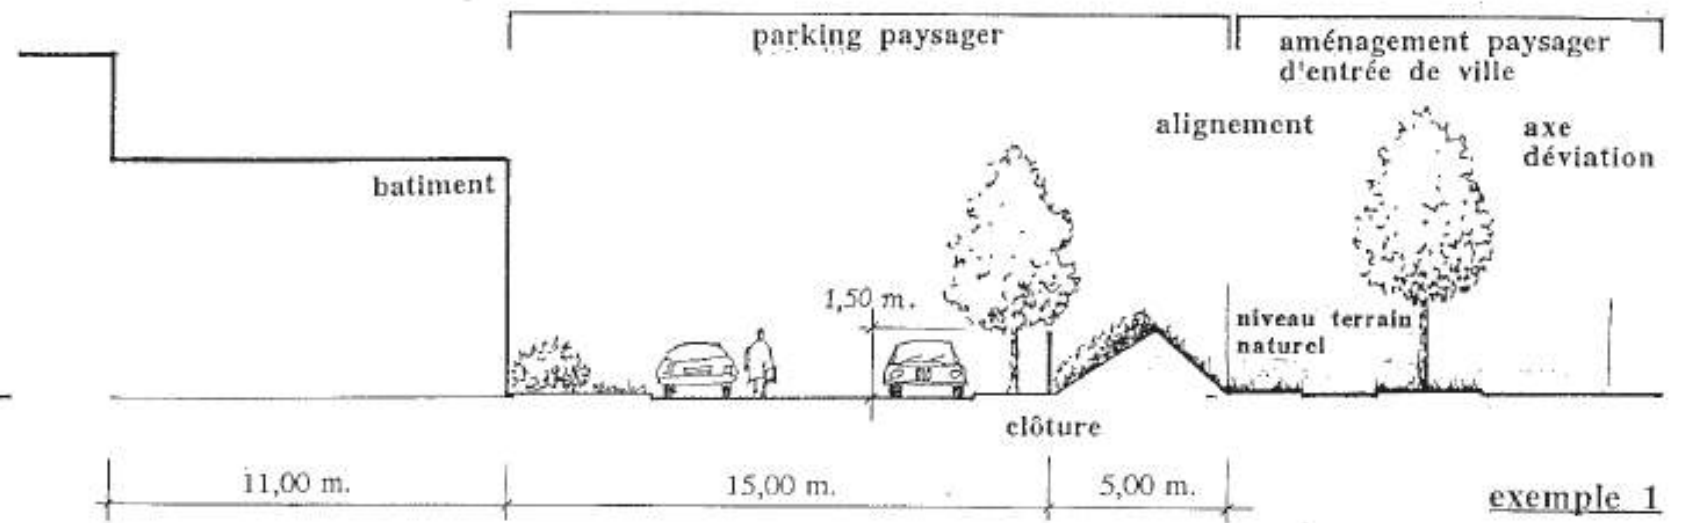 parking paysager
aménagement paysager
d'entrée de ville
alignement
axe
déviation
batiment
1,50 m.
niveau terrain
naturel
clôture
11,00 m.
15,00 m.
5,00 m.
exemple 1